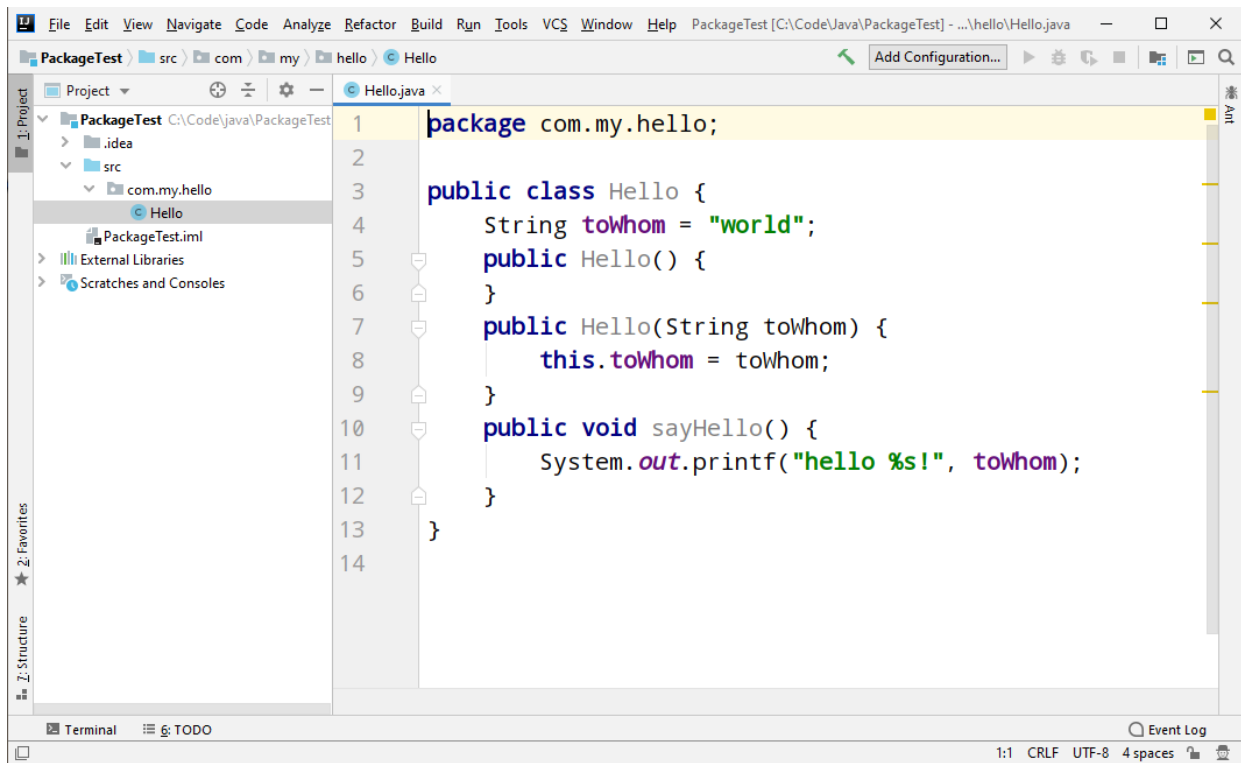 File Edit View Navigate Code Analyze Refactor Build Run Tools VCS Window Help PackageTest [C:\Code\Java\PackageTest] - ...\hello\Hello.java
PackageTest src com my hello Hello Add Configuration...
1: Project
Project
Hello.java
Ant
PackageTest C:\Code\java\PackageTest
.idea
src
com.my.hello
Hello
PackageTest.iml
External Libraries
Scratches and Consoles
1 package com.my.hello;
2
3 public class Hello {
4 String toWhom = "world";
5 public Hello() {
6 }
7 public Hello(String toWhom) {
8 this.toWhom = toWhom;
9 }
10 public void sayHello() {
11 System.out.printf("hello %s!", toWhom);
12 }
13 }
14
2: Favorites
7: Structure
Terminal 6: TODO Event Log
1:1 CRLF UTF-8 4 spaces